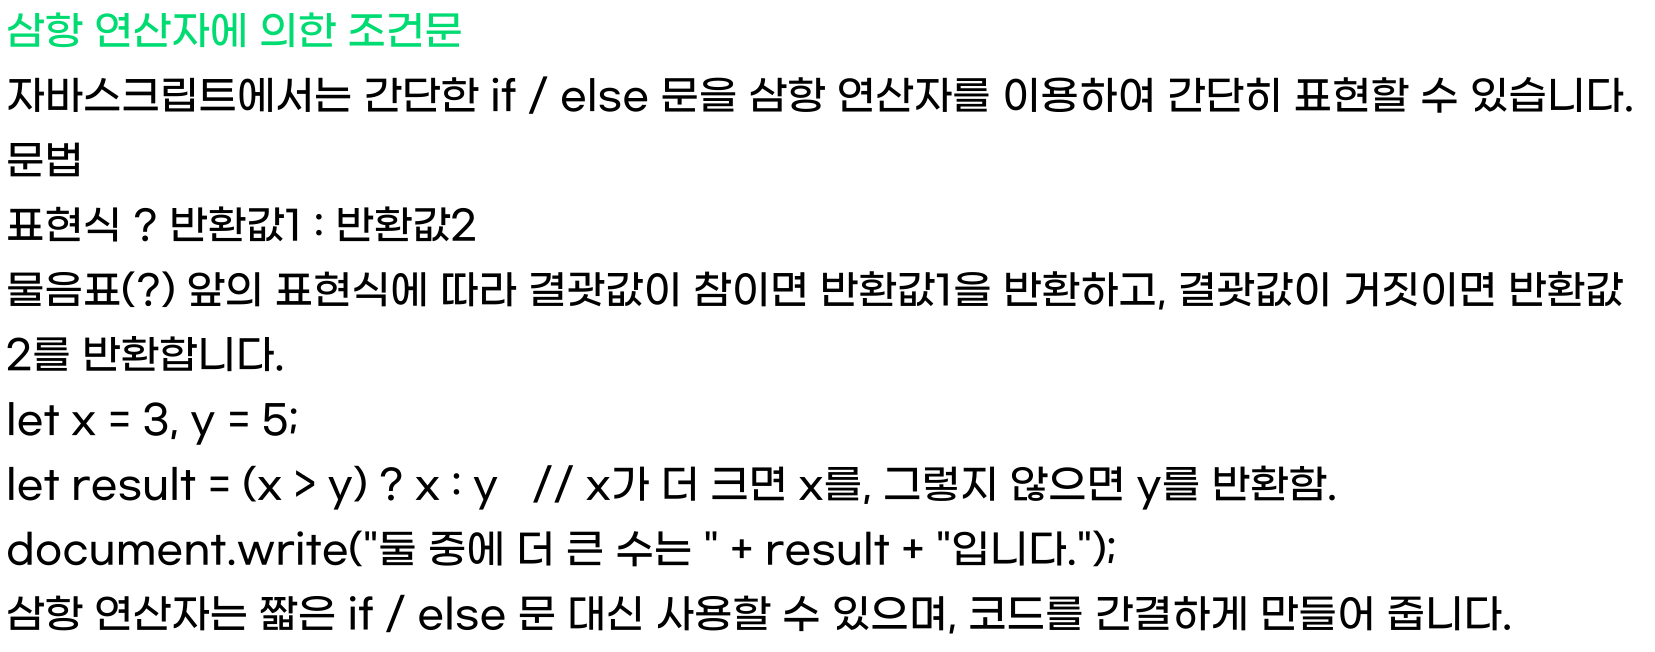 삼항 연산자에 의한 조건문
자바스크립트에서는 간단한 if / else 문을 삼항 연산자를 이용하여 간단히 표현할 수 있습니다.
문법
표현식 ? 반환값1 : 반환값2
물음표(?) 앞의 표현식에 따라 결괏값이 참이면 반환값1을 반환하고, 결괏값이 거짓이면 반환값
2를 반환합니다.
let x = 3, y = 5;
let result = (x > y) ? x : y   // x가 더 크면 x를, 그렇지 않으면 y를 반환함.
document.write("둘 중에 더 큰 수는 " + result + "입니다.");
삼항 연산자는 짧은 if / else 문 대신 사용할 수 있으며, 코드를 간결하게 만들어 줍니다.